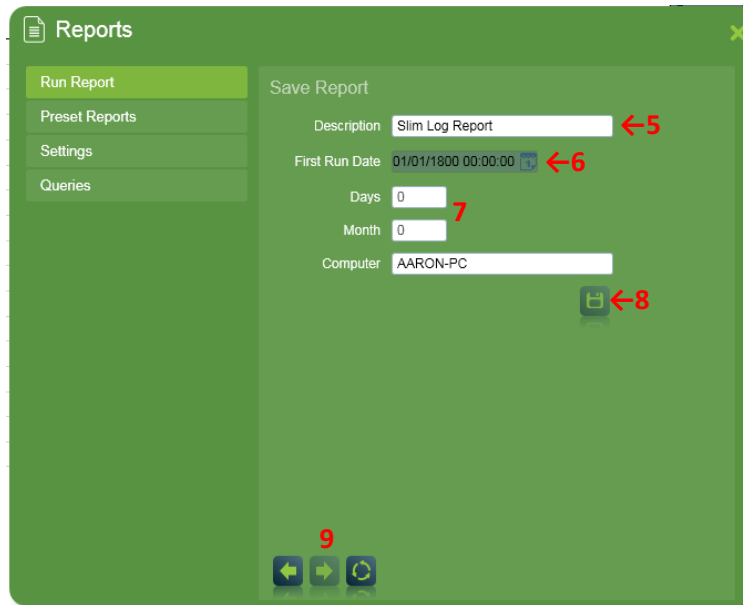 Reports
Run Report
Preset Reports
Settings
Queries
Save Report
Description Slim Log Report ←5
First Run Date 01/01/1800 00:00:00 1 ←6
Days 0
7
Month 0
Computer AARON-PC
←8
9